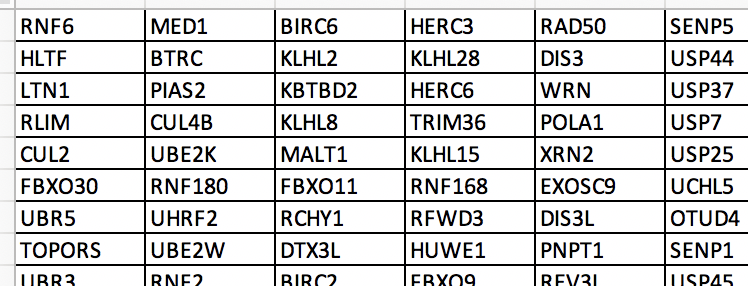 RNF6 MED1 BIRC6 HERC3 RAD50 SENP5
HLTF BTRC KLHL2 KLHL28 DIS3 USP44
LTN1 PIAS2 KBTBD2 HERC6 WRN USP37
RLIM CUL4B KLHL8 TRIM36 POLA1 USP7
CUL2 UBE2K MALT1 KLHL15 XRN2 USP25
FBXO30 RNF180 FBXO11 RNF168 EXOSC9 UCHL5
UBR5 UHRF2 RCHY1 RFWD3 DIS3L OTUD4
TOPORS UBE2W DTX3L HUWE1 PNPT1 SENP1
UBR3 RNF2 BIRC2 FBXO9 REV3L USP45